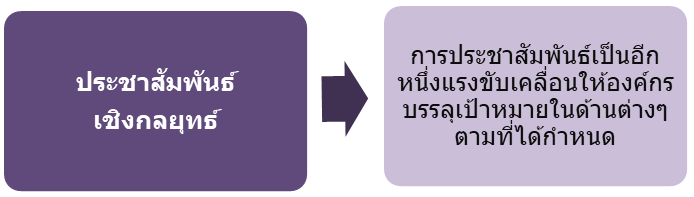 ประชาสัมพันธ์
เชิงกลยุทธ์
การประชาสัมพันธ์เป็นอีก
หนึ่งแรงขับเคลื่อนให้องค์กร
บรรลุเป้าหมายในด้านต่างๆ
ตามที่ได้กำหนด